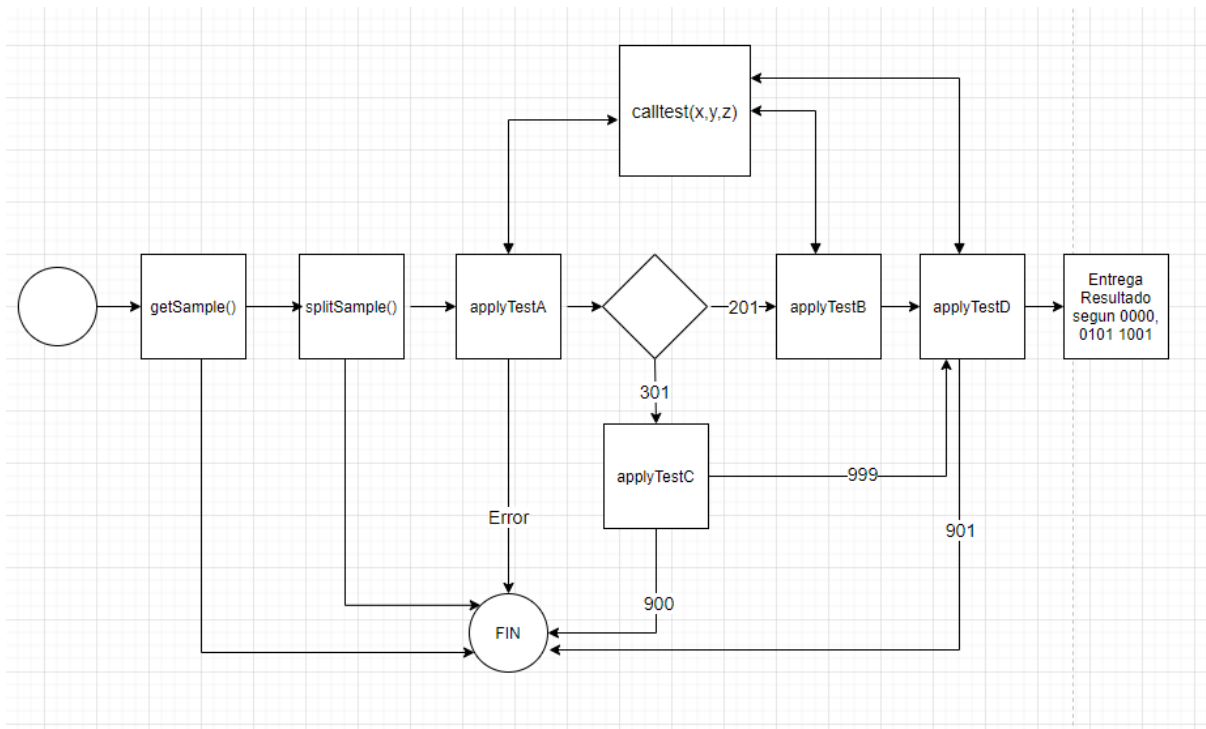 calltest(x,y,z)
getSample()
splitSample()
applyTestA
201
applyTestB
applyTestD
Entrega
Resultado
segun 0000,
0101 1001
301
applyTestC
999
Error
901
900
FIN